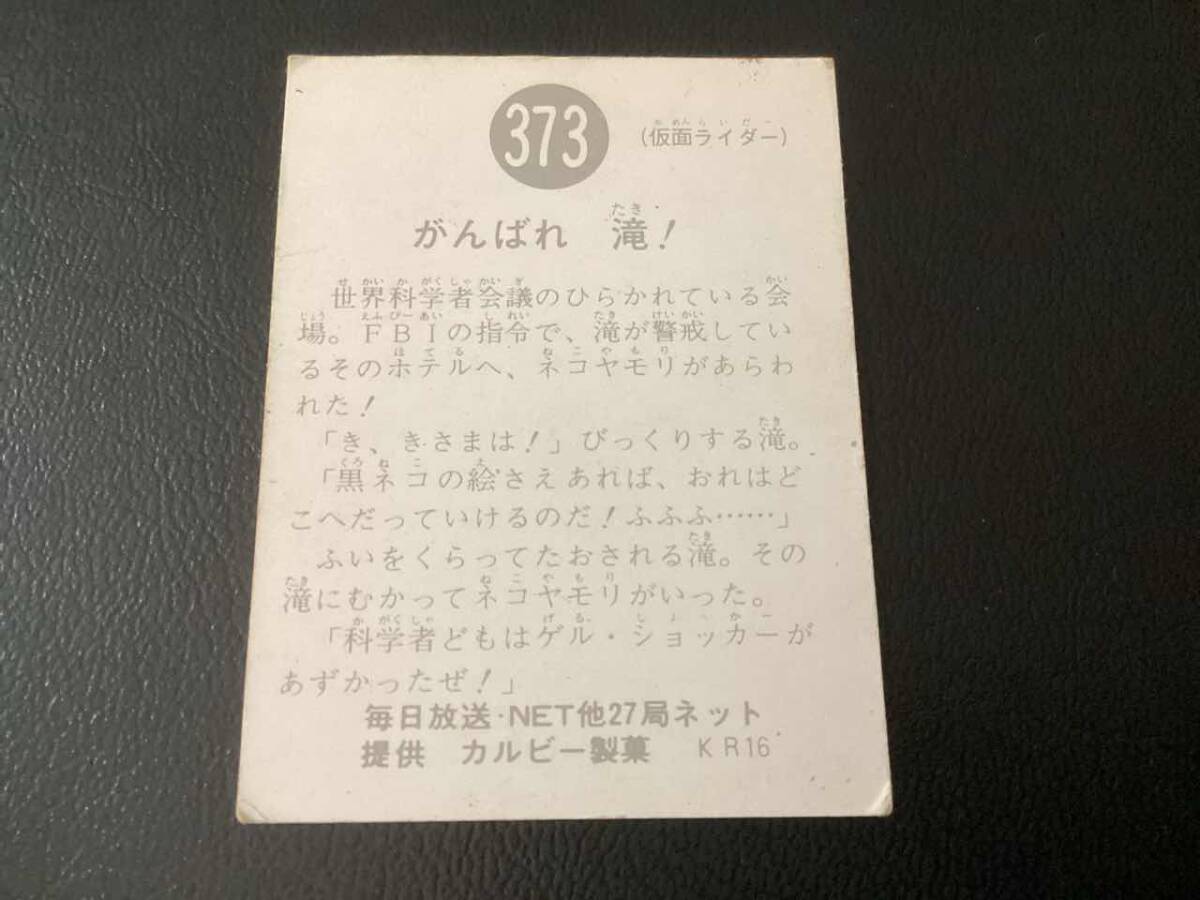 373
(仮面ライダー)
がんばれ 滝!
世界科学者会議のひらかれている会
場。FBIの指令で、滝が警戒してい
るそのホテルへ、ネコヤモリがあらわ
れた!
「き、きさまは!」びっくりする滝。
「黒ネコの絵さえあれば、おれはど
こへだっていけるのだ!ふふふ……」
ふいをくらってたおされる滝。その
滝にむかってネコヤモリがいった。
「科学者どもはゲル・ショッカーが
あずかったぜ!」
毎日放送・NET他27局ネット
提供 カルビー製菓 KR16